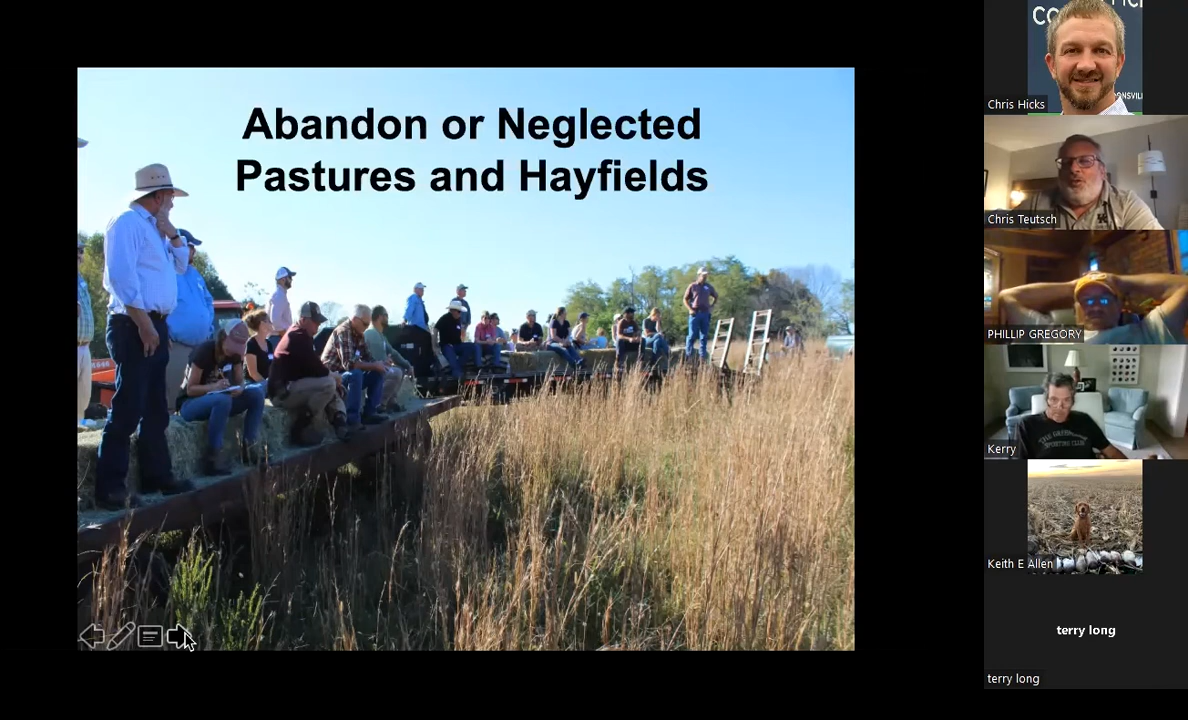 Abandon or Neglected
Pastures and Hayfields
Chris Hicks
Chris Teutsch
PHILLIP GREGORY
Kerry
Keith E Allen
terry long
terry long